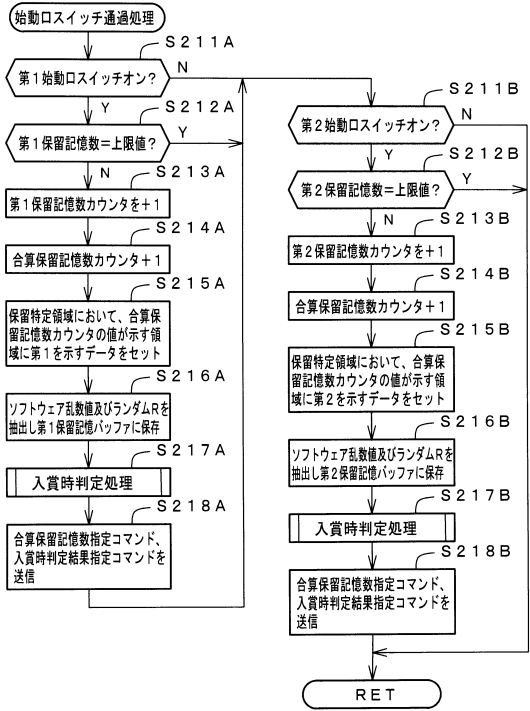 始動口スイッチ通過処理
S211A
第1始動口スイッチオン?
N
Y
S212A
第1保留記憶数=上限値?
Y
N
S213A
第1保留記憶数カウンタを+1
S214A
合算保留記憶数カウンタ+1
S215A
保留特定領域において、合算保
留記憶数カウンタの値が示す領
域に第1を示すデータをセット
S216A
ソフトウェア乱数値及びランダムRを
抽出し第1保留記憶バッファに保存
S217A
入賞時判定処理
S218A
合算保留記憶数指定コマンド、
入賞時判定結果指定コマンドを
送信
S211B
第2始動口スイッチオン?
N
Y
S212B
第2保留記憶数=上限値?
Y
N
S213B
第2保留記憶数カウンタを+1
S214B
合算保留記憶数カウンタ+1
S215B
保留特定領域において、合算保
留記憶数カウンタの値が示す領
域に第2を示すデータをセット
S216B
ソフトウェア乱数値及びランダムRを
抽出し第2保留記憶バッファに保存
S217B
入賞時判定処理
S218B
合算保留記憶数指定コマンド、
入賞時判定結果指定コマンドを
送信
RET